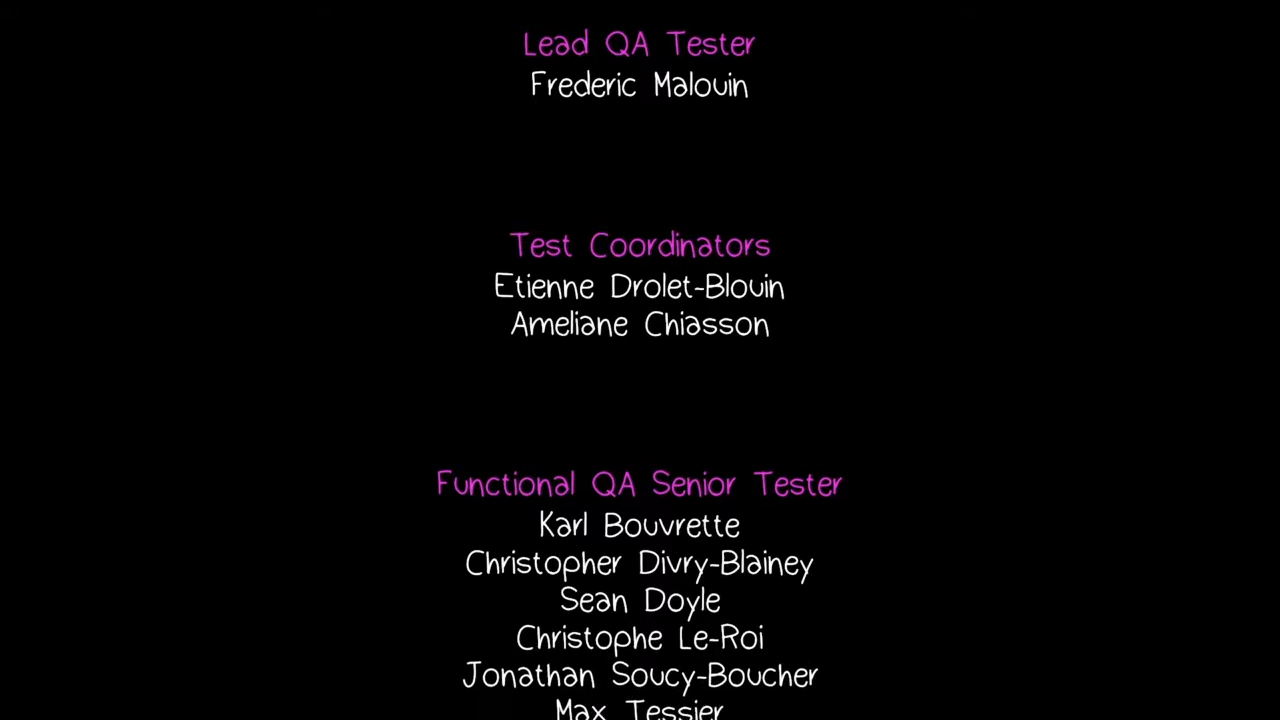 Lead QA Tester
Frederic Malouin
Test Coordinators
Etienne Drolet-Blouin
Ameliane Chiasson
Functional QA Senior Tester
Karl Bouvrette
Christopher Divry-Blainey
Sean Doyle
Christophe Le-Roi
Jonathan Soucy-Boucher
Max Tessier